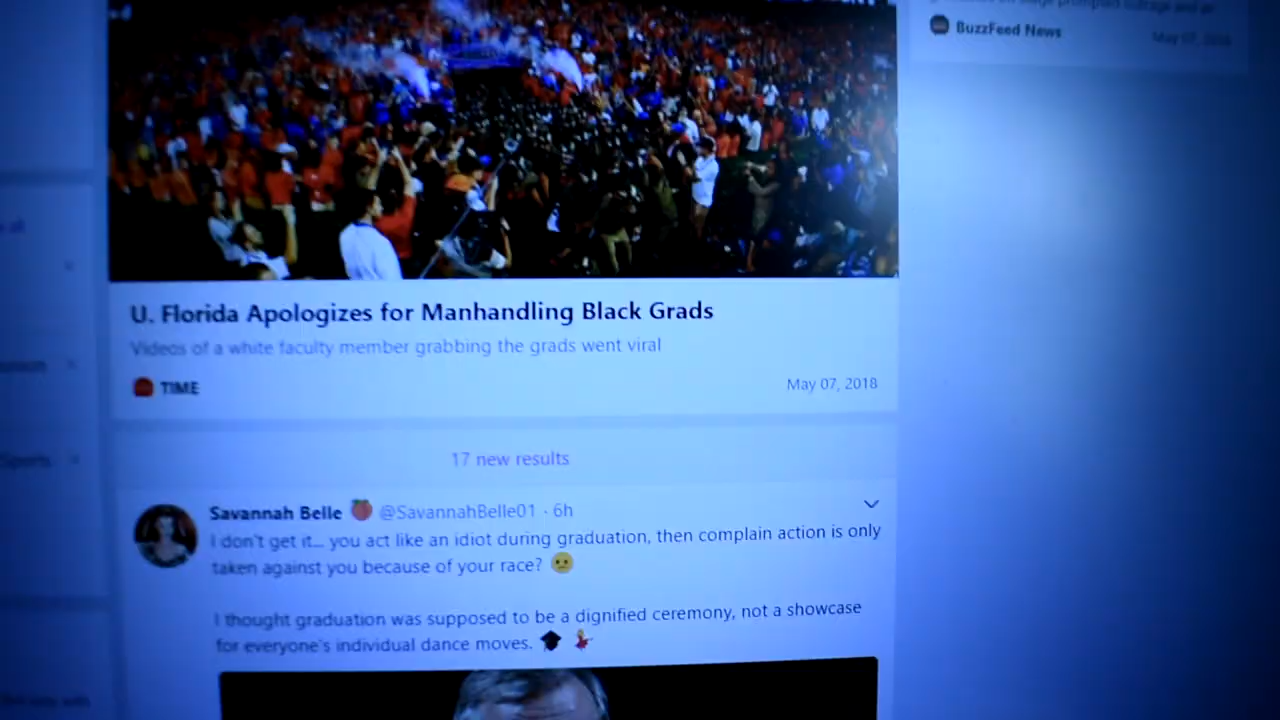 BuzzFeed News
May 07, 2018
U. Florida Apologizes for Manhandling Black Grads
Videos of a white faculty member grabbing the grads went viral
TIME
May 07, 2018
17 new results
Savannah Belle 🍑 @SavannahBelle01 · 6h
I don't get it... you act like an idiot during graduation, then complain action is only
taken against you because of your race? 😐
I thought graduation was supposed to be a dignified ceremony, not a showcase
for everyone's individual dance moves. 🎓 💃